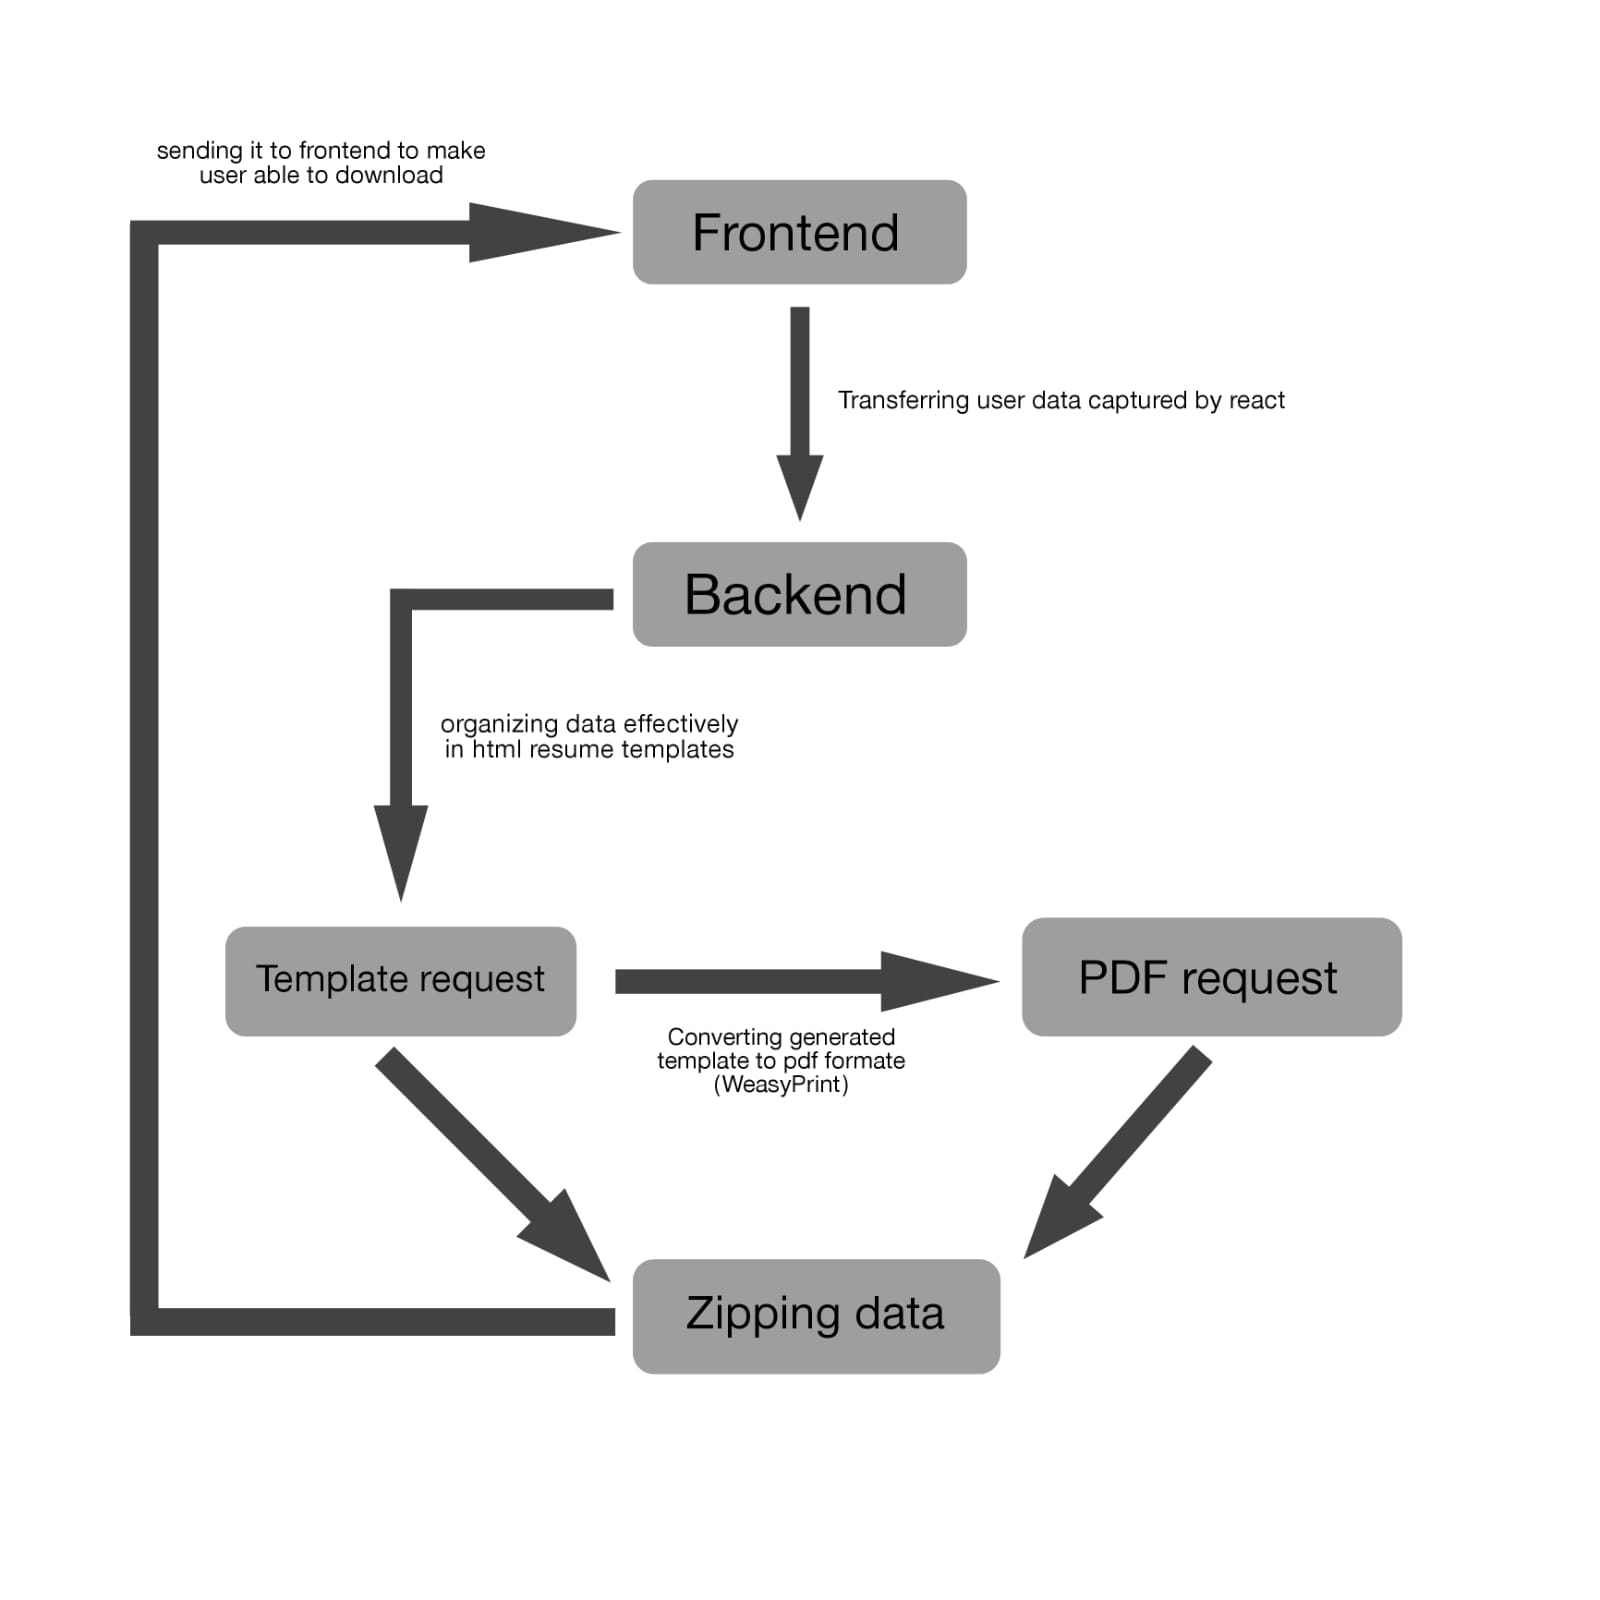 sending it to frontend to make
user able to download
Frontend
Transferring user data captured by react
Backend
organizing data effectively
in html resume templates
Template request
PDF request
Converting generated
template to pdf formate
(WeasyPrint)
Zipping data